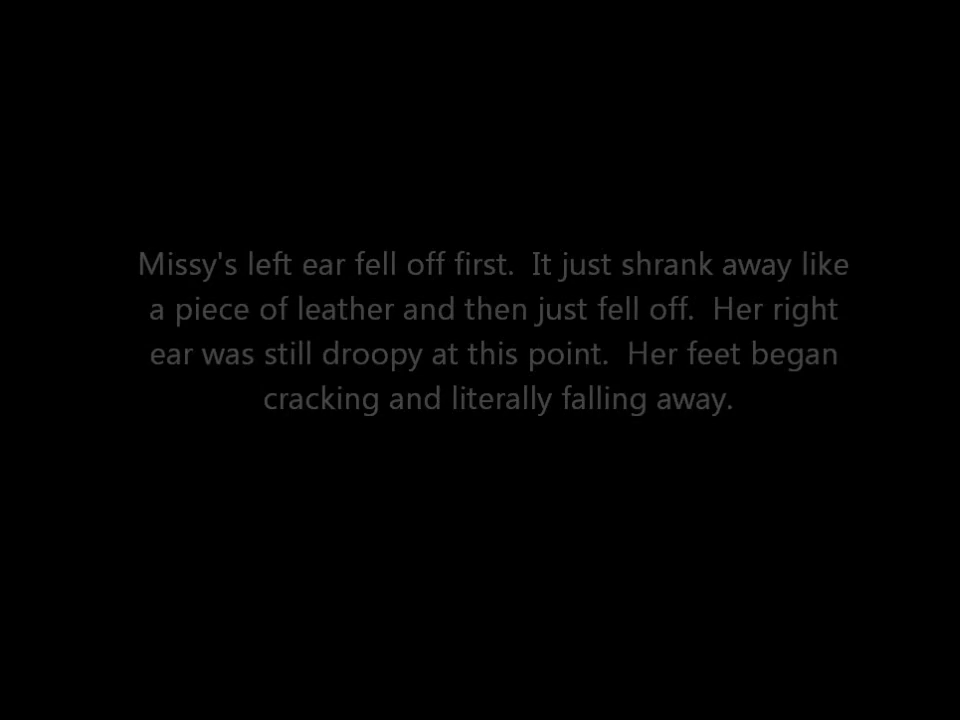 Missy's left ear fell off first.  It just shrank away like
a piece of leather and then just fell off.  Her right
ear was still droopy at this point.  Her feet began
cracking and literally falling away.